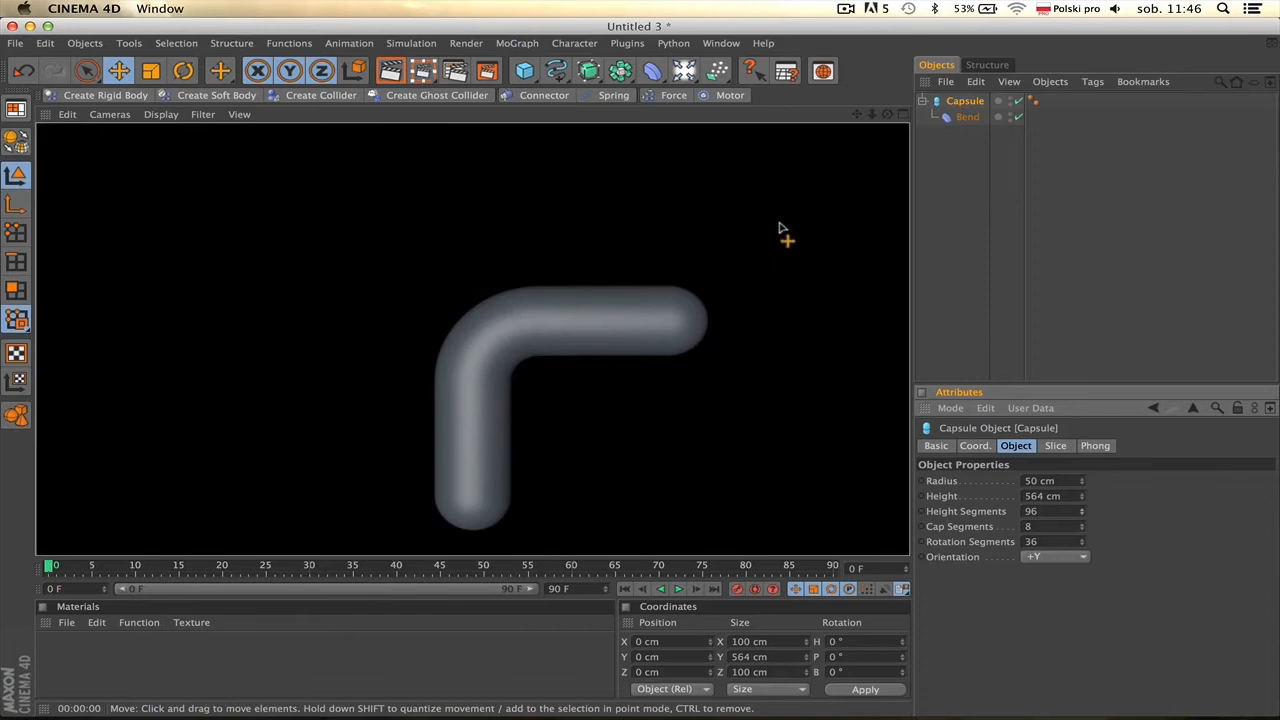 CINEMA 4D Window 5 53% Polski pro sob. 11:46
Untitled 3 *
File Edit Objects Tools Selection Structure Functions Animation Simulation Render MoGraph Character Plugins Python Window Help
X Y Z
Create Rigid Body Create Soft Body Create Collider Create Ghost Collider Connector Spring Force Motor
Edit Cameras Display Filter View
Objects Structure
File Edit View Objects Tags Bookmarks
Capsule
Bend
Attributes
Mode Edit User Data
Capsule Object [Capsule]
Basic Coord. Object Slice Phong
Object Properties
Radius 50 cm
Height 564 cm
Height Segments 96
Cap Segments 8
Rotation Segments 36
Orientation +Y
0 5 10 15 20 25 30 35 40 45 50 55 60 65 70 75 80 85 90 0 F
0 F 0 F 90 F 90 F
Materials
File Edit Function Texture
Coordinates
Position Size Rotation
X 0 cm X 100 cm H 0 °
Y 0 cm Y 564 cm P 0 °
Z 0 cm Z 100 cm B 0 °
Object (Rel) Size Apply
MAXON
CINEMA 4D
00:00:00 Move: Click and drag to move elements. Hold down SHIFT to quantize movement / add to the selection in point mode, CTRL to remove.